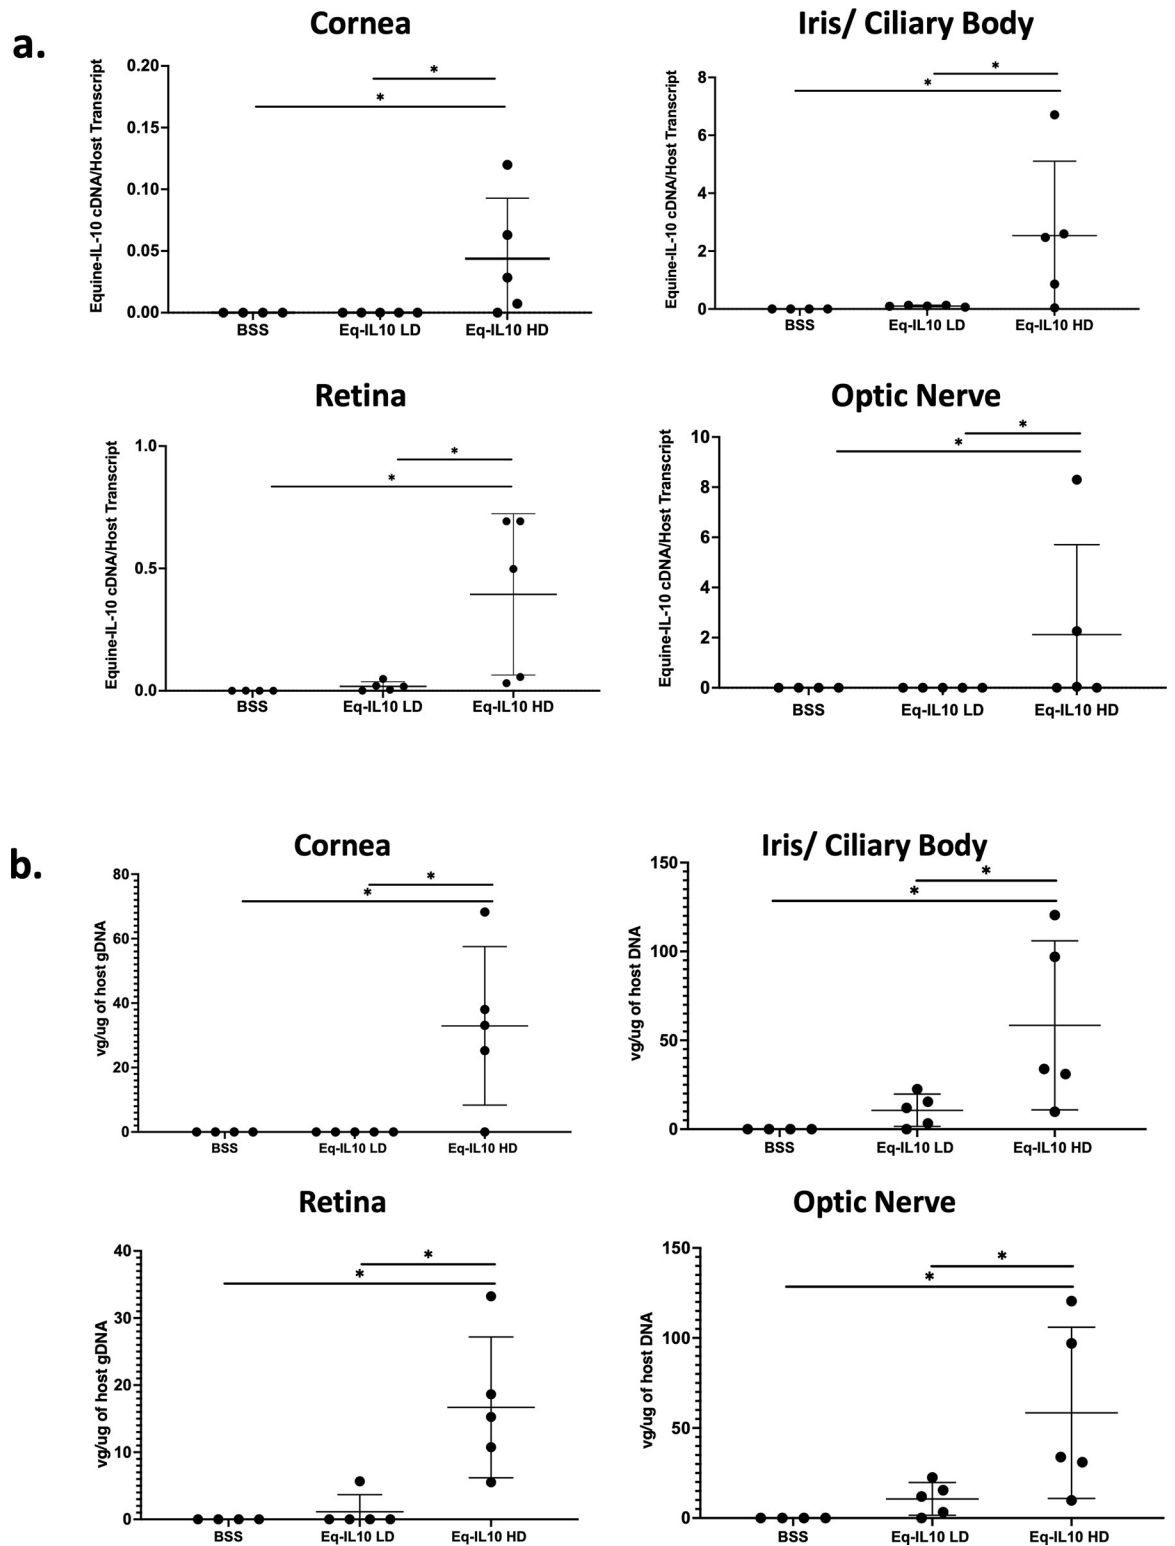 a.
Cornea
Equine-IL-10 cDNA/Host Transcript
0.20
0.15
0.10
0.05
0.00
*
*
BSS Eq-IL10 LD Eq-IL10 HD
Iris/ Ciliary Body
Equine-IL-10 cDNA/Host Transcript
8
6
4
2
0
*
*
BSS Eq-IL10 LD Eq-IL10 HD
Retina
Equine-IL-10 cDNA/Host Transcript
1.0
0.5
0.0
*
*
BSS Eq-IL10 LD Eq-IL10 HD
Optic Nerve
Equine-IL-10 cDNA/Host Transcript
10
8
6
4
2
0
*
*
BSS Eq-IL10 LD Eq-IL10 HD
b.
Cornea
vg/ug of host gDNA
80
60
40
20
0
*
*
BSS Eq-IL10 LD Eq-IL10 HD
Iris/ Ciliary Body
vg/ug of host DNA
150
100
50
0
*
*
BSS Eq-IL10 LD Eq-IL10 HD
Retina
vg/ug of host gDNA
40
30
20
10
0
*
*
BSS Eq-IL10 LD Eq-IL10 HD
Optic Nerve
vg/ug of host DNA
150
100
50
0
*
*
BSS Eq-IL10 LD Eq-IL10 HD